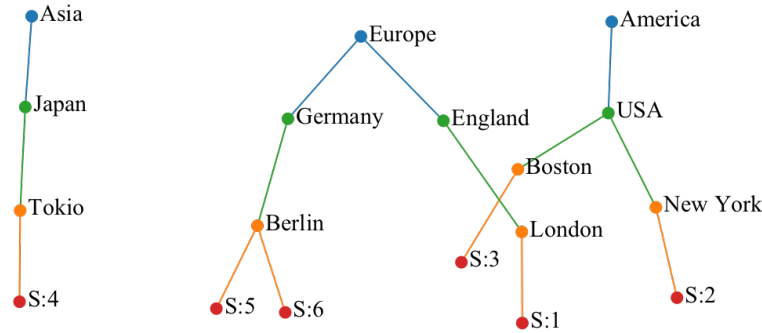 Asia
America
Europe
Japan
Germany
England
USA
Boston
Tokio
New York
Berlin
London
S:3
S:4
S:5
S:6
S:2
S:1